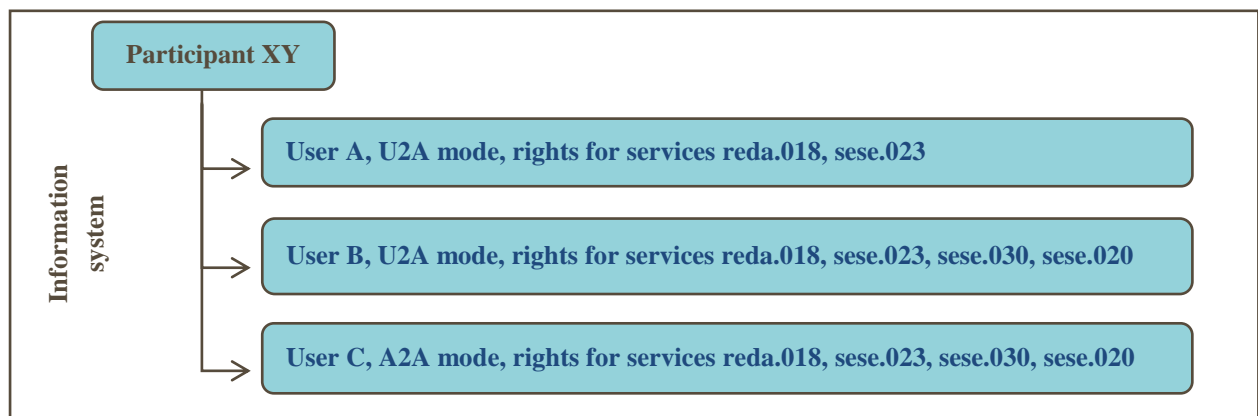 Participant XY
User A, U2A mode, rights for services reda.018, sese.023
Information
system
User B, U2A mode, rights for services reda.018, sese.023, sese.030, sese.020
User C, A2A mode, rights for services reda.018, sese.023, sese.030, sese.020